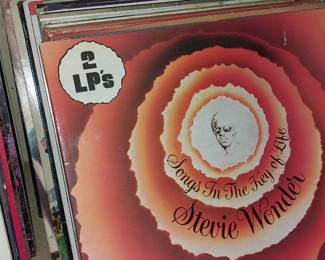 2
LP's
Songs In The Key of Life
Stevie Wonder